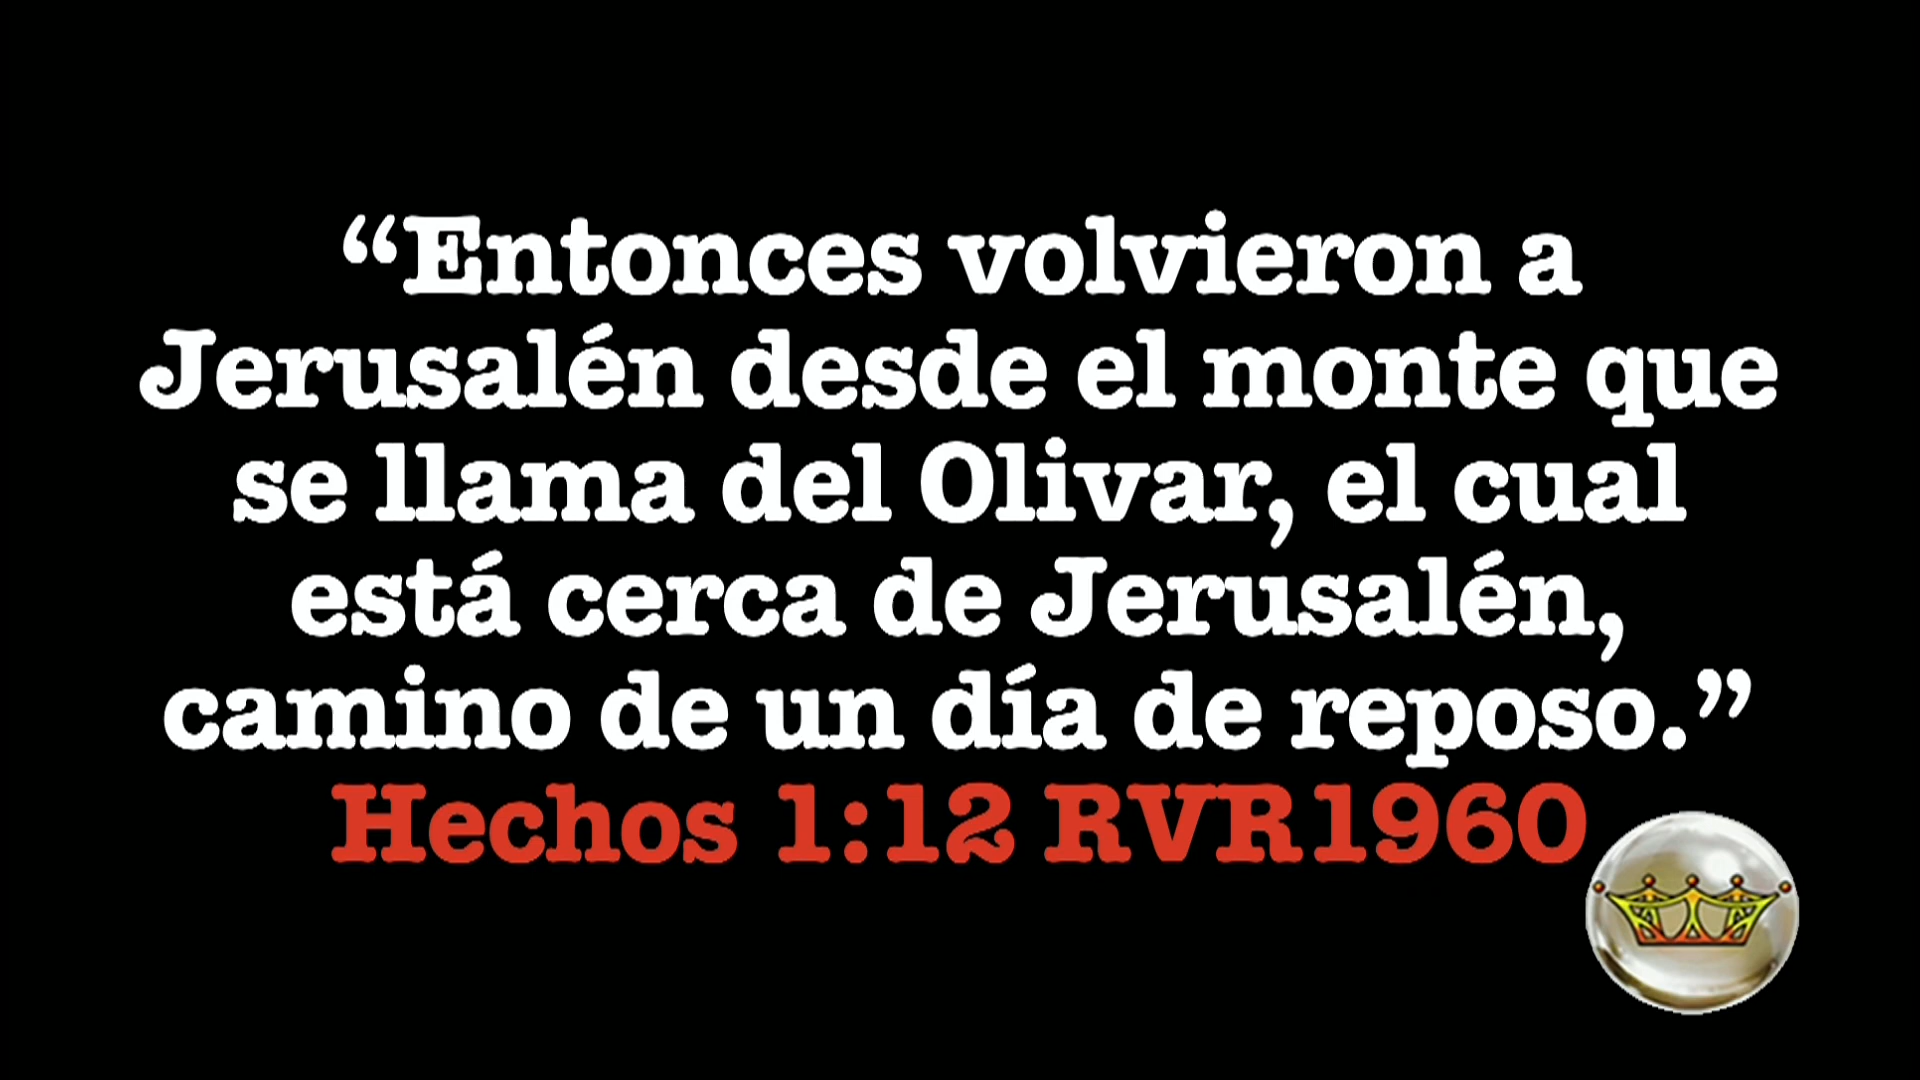 “Entonces volvieron a
Jerusalén desde el monte que
se llama del Olivar, el cual
está cerca de Jerusalén,
camino de un día de reposo.”
Hechos 1:12 RVR1960